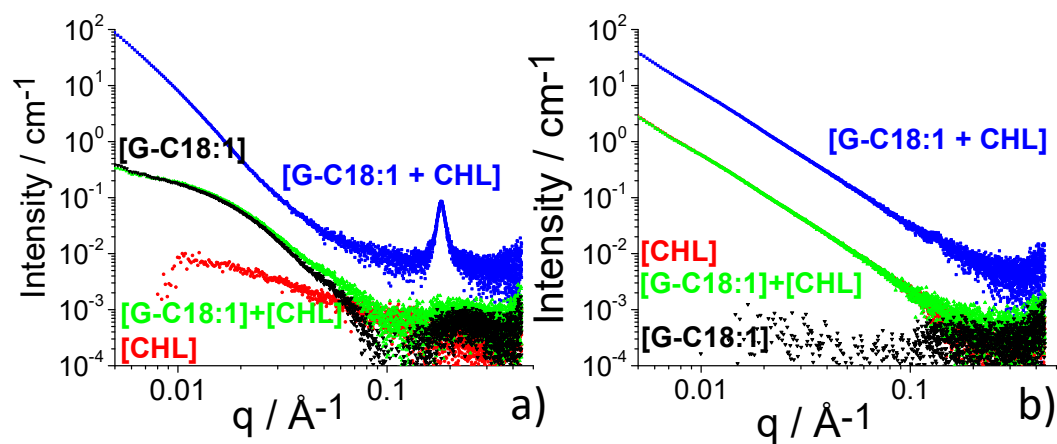 10²
10¹
10⁰
10⁻¹
10⁻²
10⁻³
10⁻⁴
Intensity / cm⁻¹
[G-C18:1]
[G-C18:1 + CHL]
[G-C18:1]+[CHL]
[CHL]
0.01 0.1
q / Å⁻¹
a)
10²
10¹
10⁰
10⁻¹
10⁻²
10⁻³
10⁻⁴
Intensity / cm⁻¹
[G-C18:1 + CHL]
[CHL]
[G-C18:1]+[CHL]
[G-C18:1]
0.01 0.1
q / Å⁻¹
b)